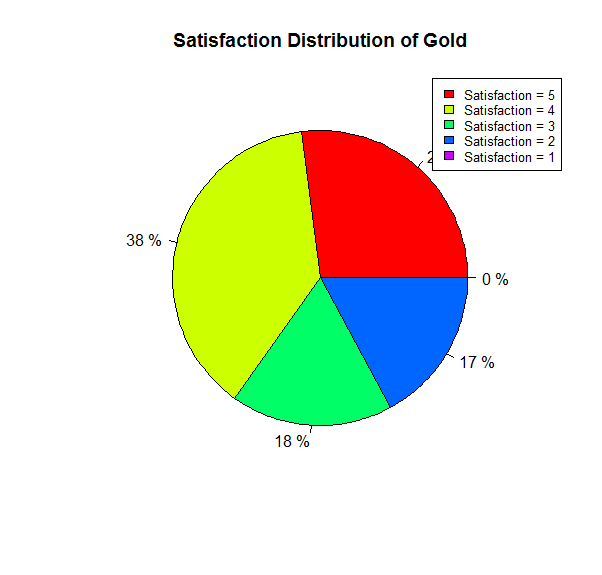 Satisfaction Distribution of Gold
Satisfaction = 5
Satisfaction = 4
Satisfaction = 3
Satisfaction = 2
Satisfaction = 1
38 %
0 %
17 %
18 %